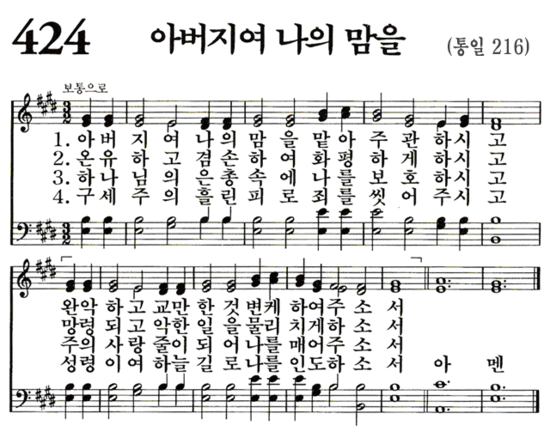 424 아버지여 나의 맘을 (통일 216)
보통으로
1. 아 버 지 여 나 의 맘 을 맡 아 주 관 하 시 고
2. 온 유 하 고 겸 손 하 여 화 평 하 게 하 시 고
3. 하 나 님 의 은 총 속 에 나 를 보 호 하 시 고
4. 구 세 주 의 흘 린 피 로 죄 를 씻 어 주 시 고
완악 하 고 교만 한 것 변케 하여주 소 서
망령 되 고 악한 일 을 물리 치게하 소 서
주의 사 랑 줄이 되 어 나를 매어주 소 서
성령 이 여 하늘 길 로 나를 인도하 소 서 아 멘